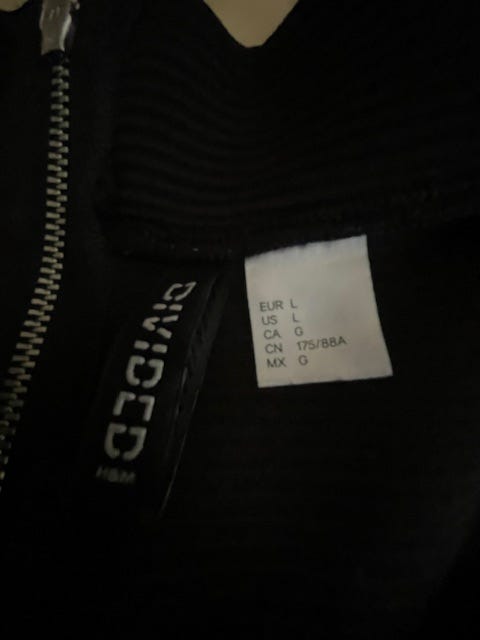 DIVIDED
H&M
EUR L
US L
CA G
CN 175/88A
MX G